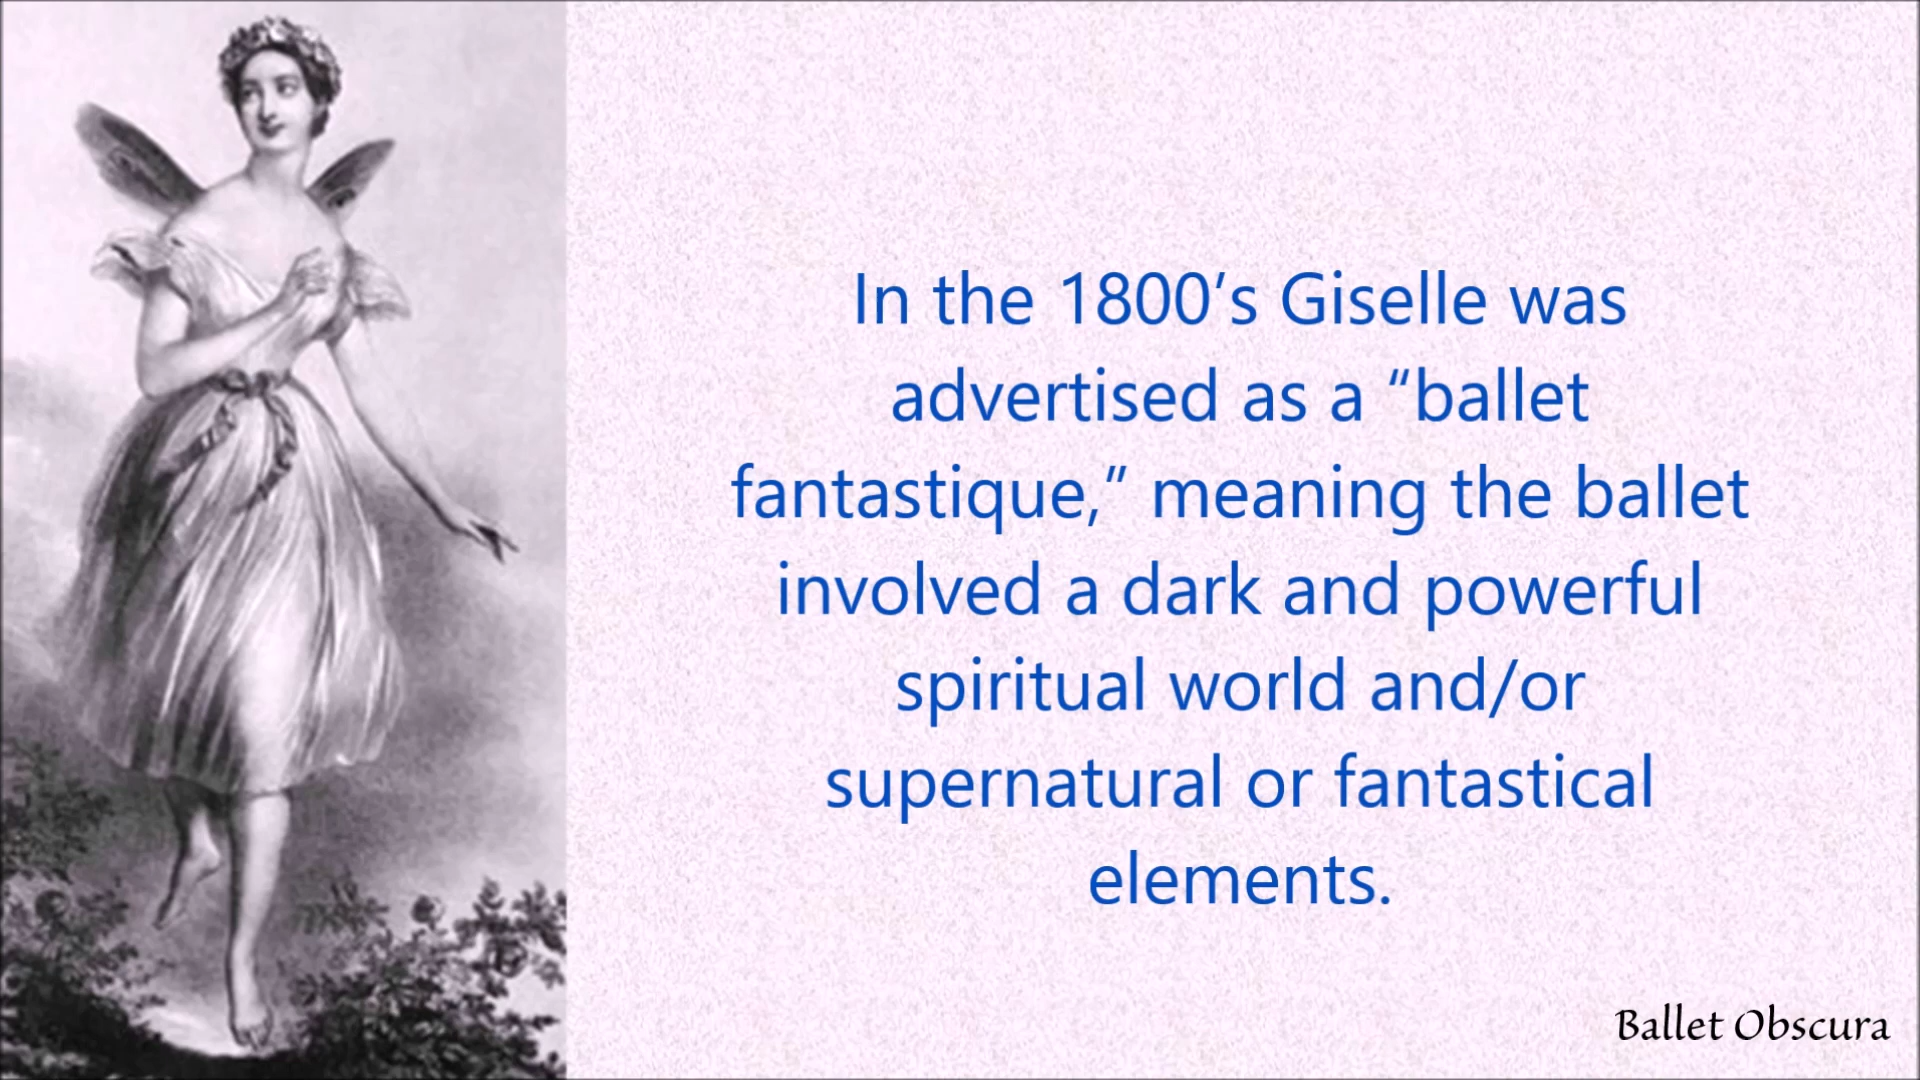 In the 1800’s Giselle was
advertised as a “ballet
fantastique,” meaning the ballet
involved a dark and powerful
spiritual world and/or
supernatural or fantastical
elements.
Ballet Obscura